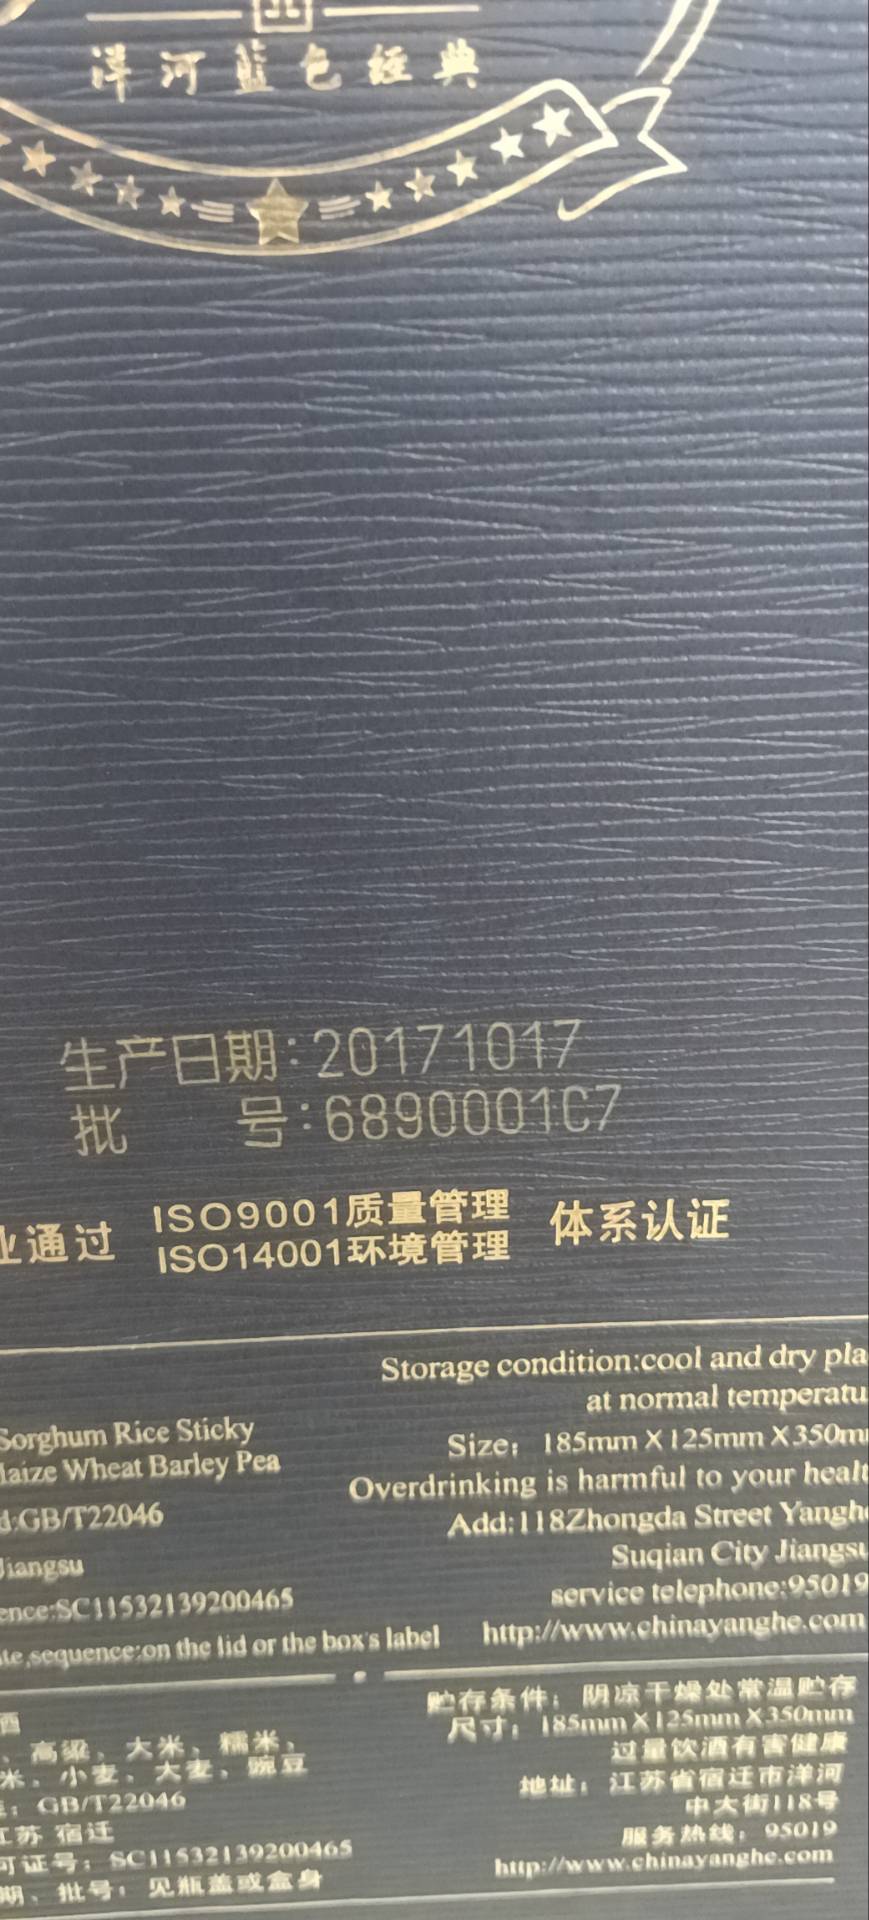 洋河蓝色经典
生产日期:20171017
批 号:6890001C7
业通过 ISO9001质量管理 体系认证
ISO14001环境管理
Storage condition:cool and dry pla
at normal temperatu
Sorghum Rice Sticky
Size: 185mm X 125mm X 350m
aize Wheat Barley Pea
Overdrinking is harmful to your healt
d:GB/T22046
Add:118Zhongda Street Yangh
Jiangsu
Suqian City Jiangsu
ence:SC11532139200465
service telephone:95019
te,sequence:on the lid or the box's label
http://www.chinayanghe.com
酒
贮存条件：阴凉干燥处常温贮存
、高粱、大米、糯米、
尺寸：185mm X 125mm X 350mm
米、小麦、大麦、豌豆
过量饮酒有害健康
：GB/T22046
地址：江苏省宿迁市洋河
江苏 宿迁
中大街118号
可证号：SC11532139200465
服务热线：95019
期、批号：见瓶盖或盒身
http://www.chinayanghe.com